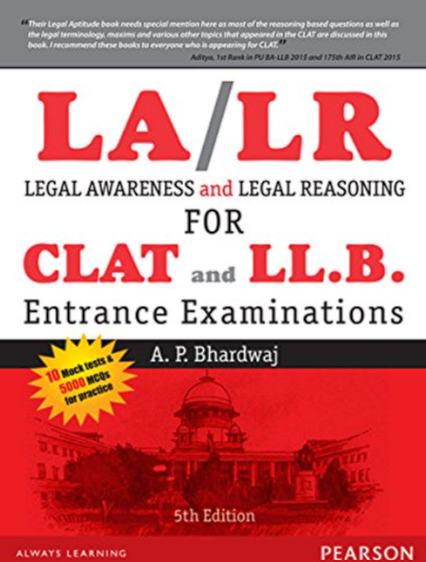 “Their Legal Aptitude book needs special mention here as most of the reasoning based questions as well as
the legal terminology, maxims and various other topics that appeared in the CLAT are discussed in this
book. I recommend these books to everyone who is appearing for CLAT.”
Aditya, 1st Rank in PU BA-LLB 2015 and 175th AIR in CLAT 2015
LA/LR
LEGAL AWARENESS and LEGAL REASONING
FOR
CLAT and LL.B.
Entrance Examinations
A. P. Bhardwaj
10 Mock tests &
5000 MCQs
for practice
5th Edition
ALWAYS LEARNING
PEARSON